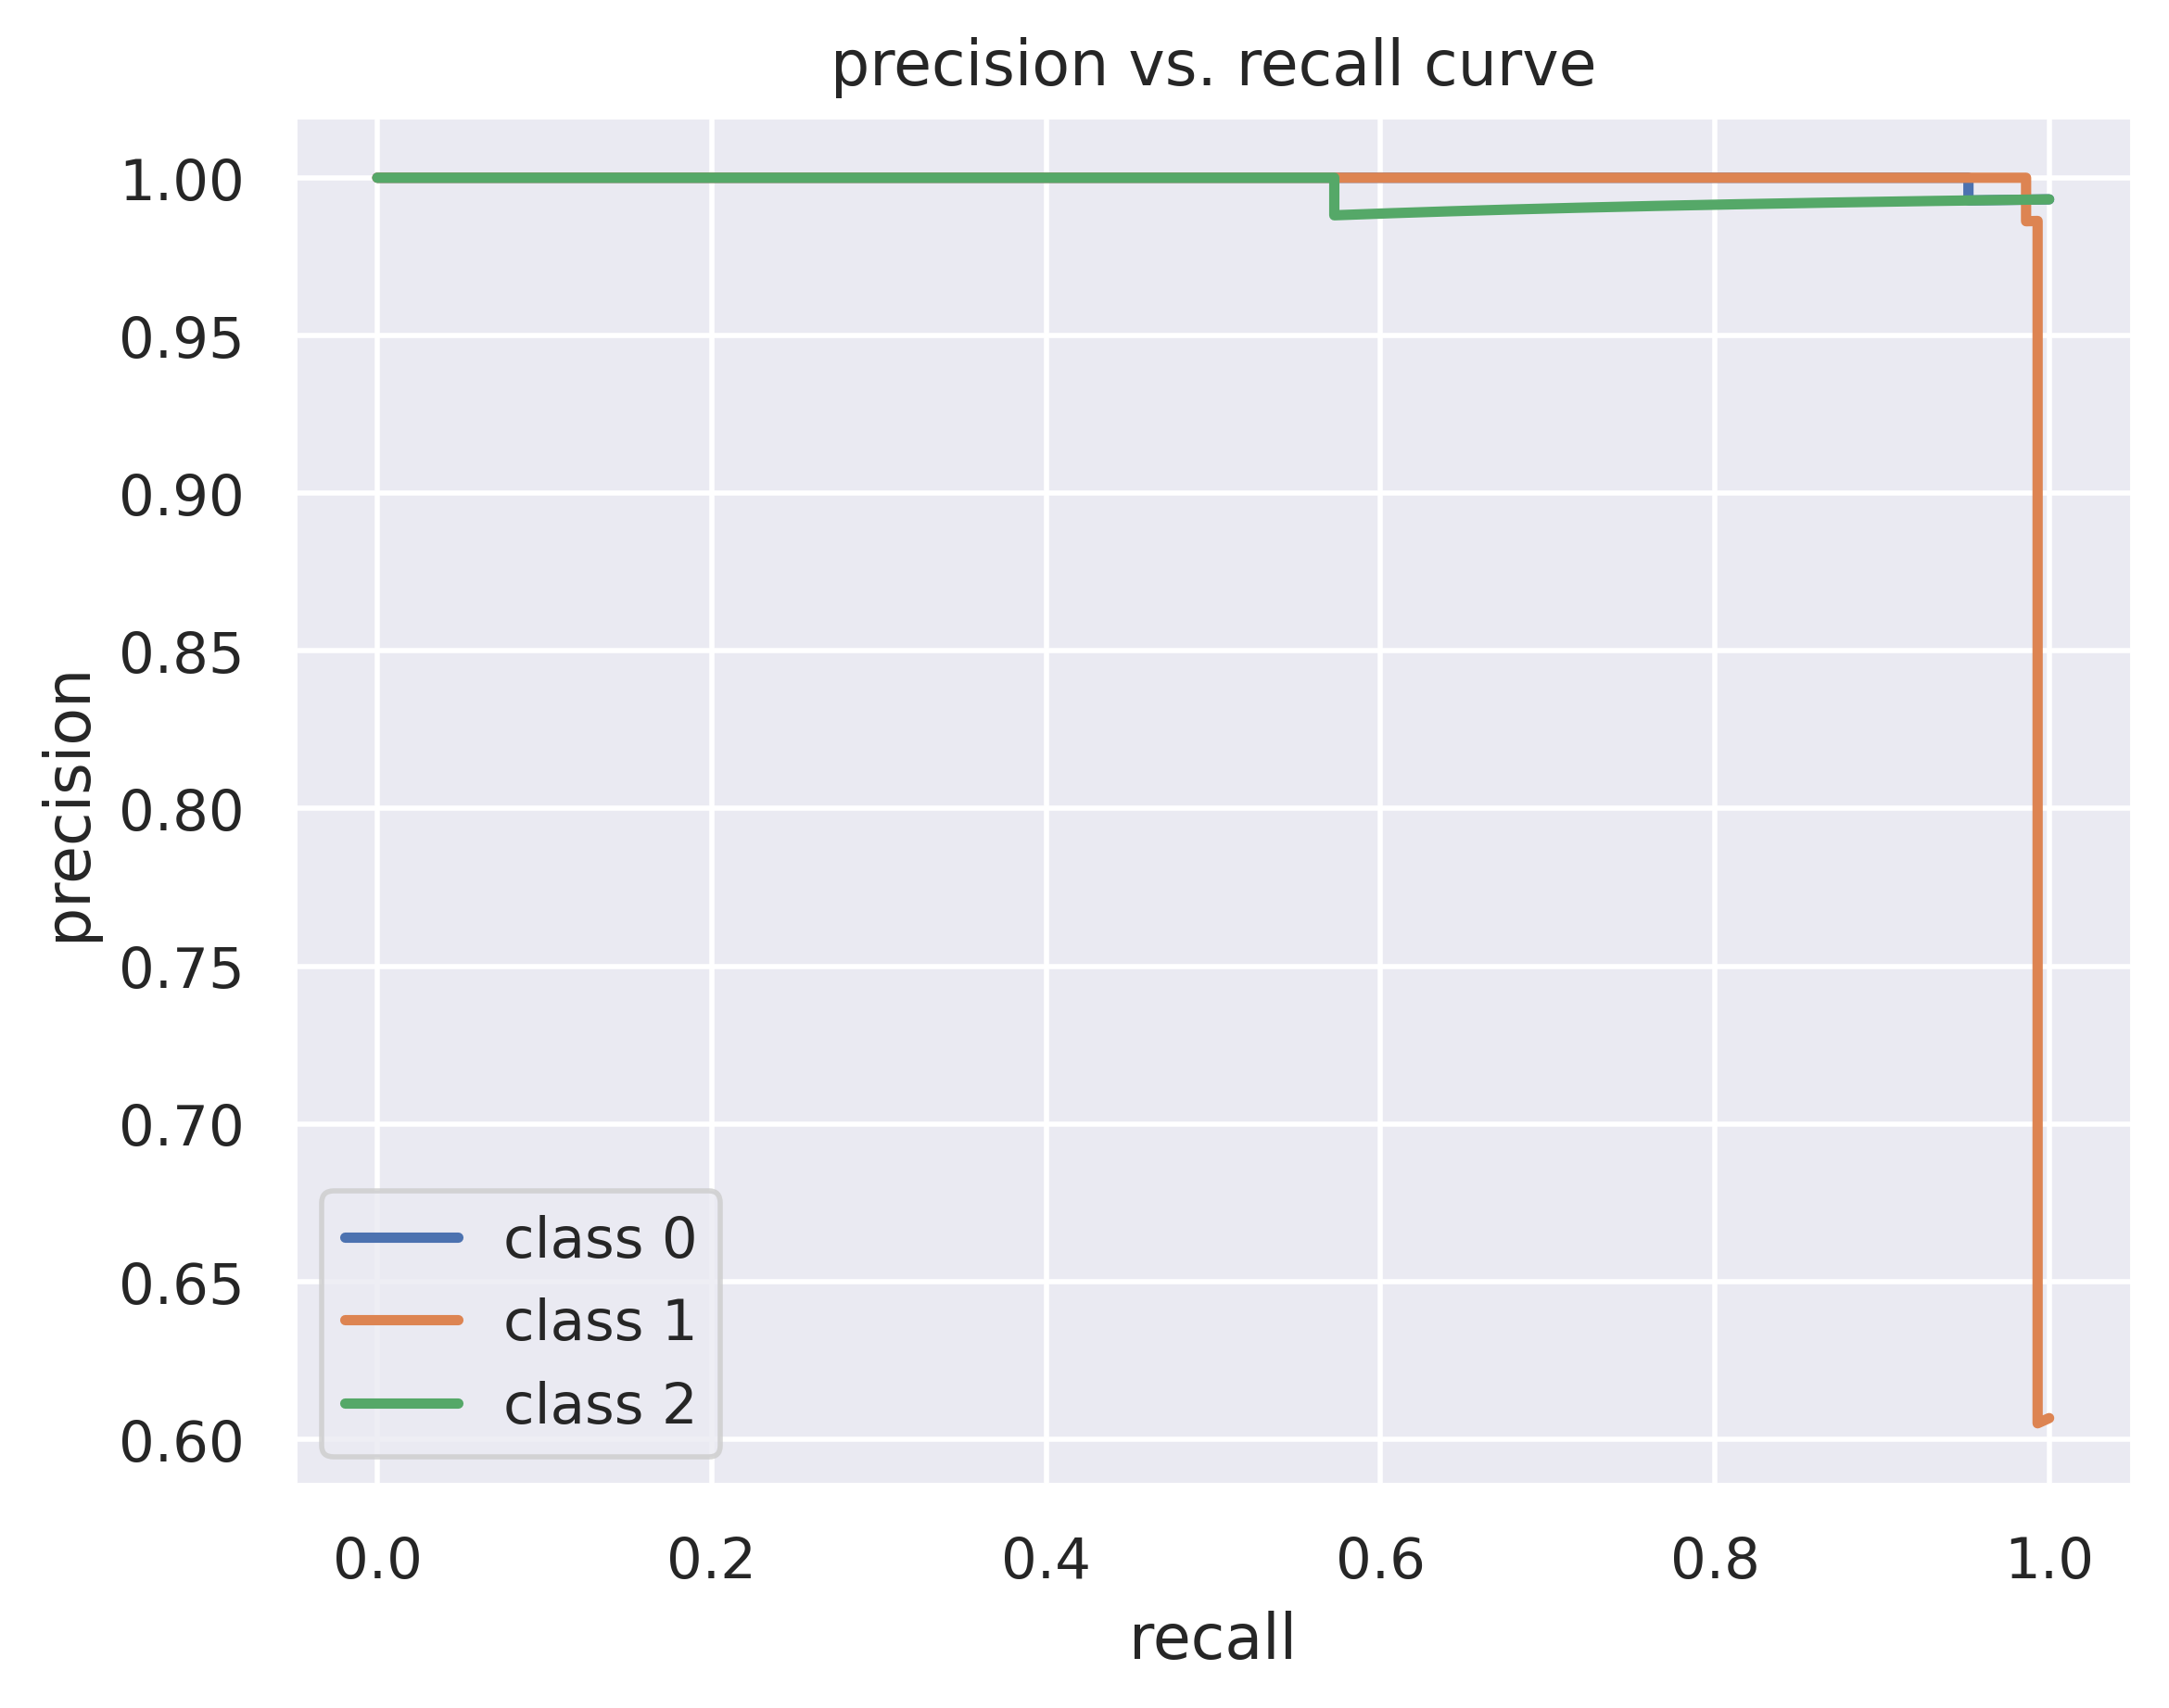 precision vs. recall curve
1.00
0.95
0.90
0.85
0.80
0.75
0.70
0.65
0.60
precision
class 0
class 1
class 2
0.0 0.2 0.4 0.6 0.8 1.0
recall